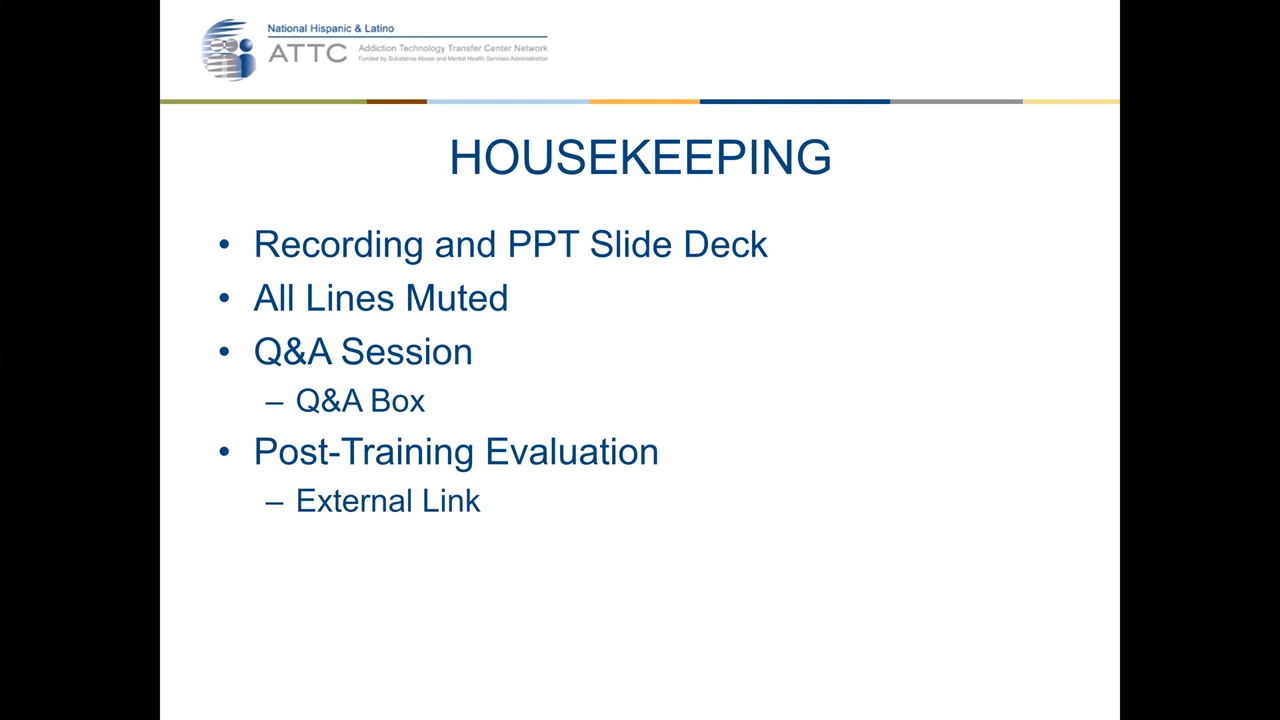 National Hispanic & Latino
ATTC
Addiction Technology Transfer Center Network
Funded by Substance Abuse and Mental Health Services Administration
HOUSEKEEPING
• Recording and PPT Slide Deck
• All Lines Muted
• Q&A Session
– Q&A Box
• Post-Training Evaluation
– External Link